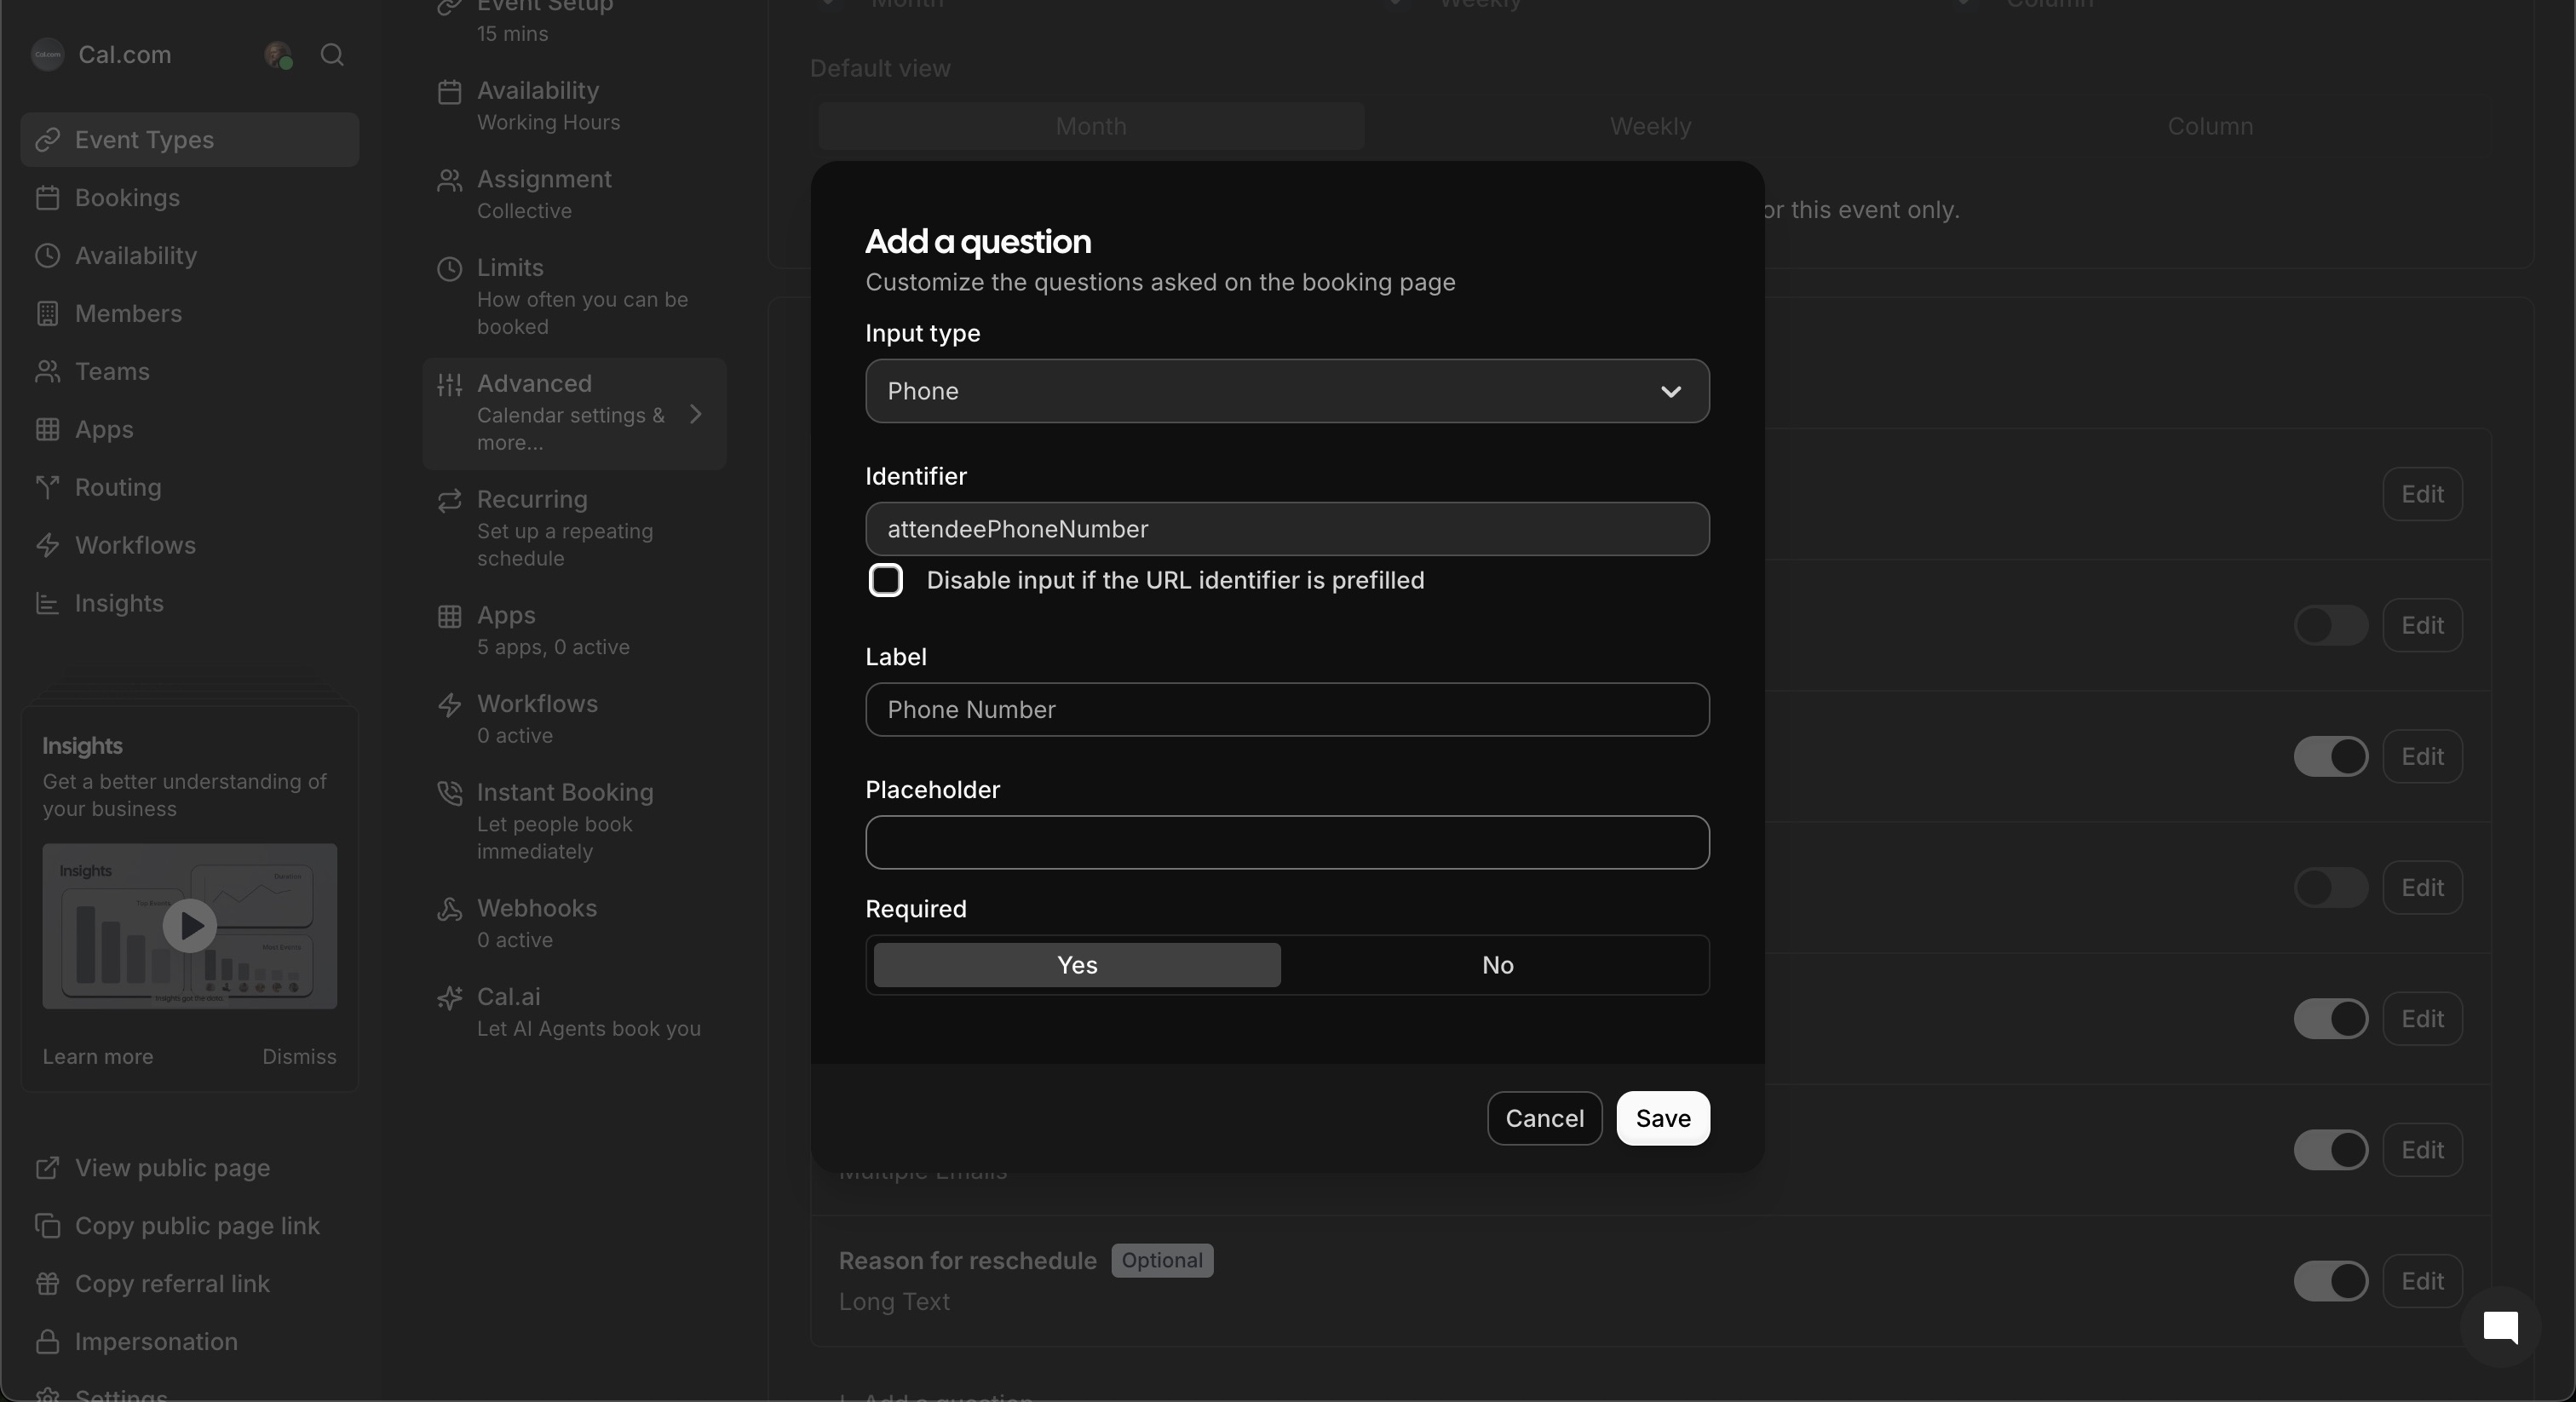 Cal.com
Event Types
Bookings
Availability
Members
Teams
Apps
Routing
Workflows
Insights
Insights
Get a better understanding of
your business
Insights
Learn more
Dismiss
View public page
Copy public page link
Copy referral link
Impersonation
Settings
Event Setup
15 mins
Availability
Working Hours
Assignment
Collective
Limits
How often you can be
booked
Advanced
Calendar settings &
more...
Recurring
Set up a repeating
schedule
Apps
5 apps, 0 active
Workflows
0 active
Instant Booking
Let people book
immediately
Webhooks
0 active
Cal.ai
Let AI Agents book you
Month
Weekly
Column
Default view
Month
Weekly
Column
or this event only.
Add a question
Customize the questions asked on the booking page
Input type
Phone
Identifier
attendeePhoneNumber
Disable input if the URL identifier is prefilled
Label
Phone Number
Placeholder
Required
Yes
No
Cancel
Save
Edit
Edit
Edit
Edit
Edit
Multiple Emails
Edit
Reason for reschedule
Optional
Long Text
Edit
Add a question